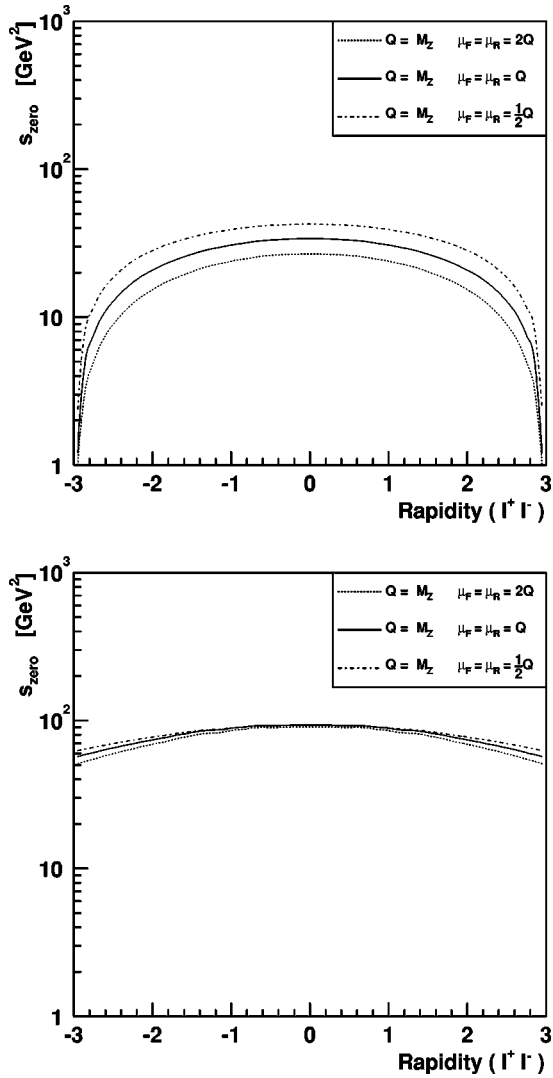 s_zero [GeV²]
10³
10²
10
1
Q = M_Z μ_F = μ_R = 2Q
Q = M_Z μ_F = μ_R = Q
Q = M_Z μ_F = μ_R = ½Q
-3 -2 -1 0 1 2 3
Rapidity ( l⁺ l⁻ )
s_zero [GeV²]
10³
10²
10
1
Q = M_Z μ_F = μ_R = 2Q
Q = M_Z μ_F = μ_R = Q
Q = M_Z μ_F = μ_R = ½Q
-3 -2 -1 0 1 2 3
Rapidity ( l⁺ l⁻ )